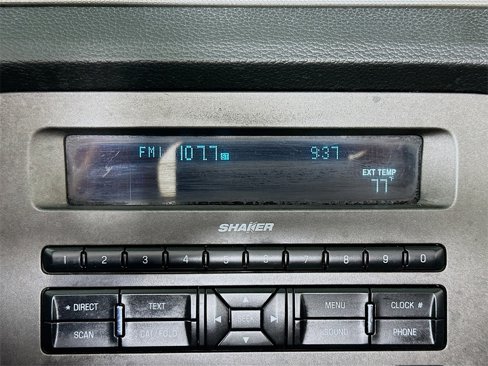 FM1 107.7 ST 9:37
EXT TEMP
77°F
SHAKER
1 2 3 4 5 6 7 8 9 0
* DIRECT TEXT MENU CLOCK #
SCAN CAT/FOLD SEEK SOUND PHONE